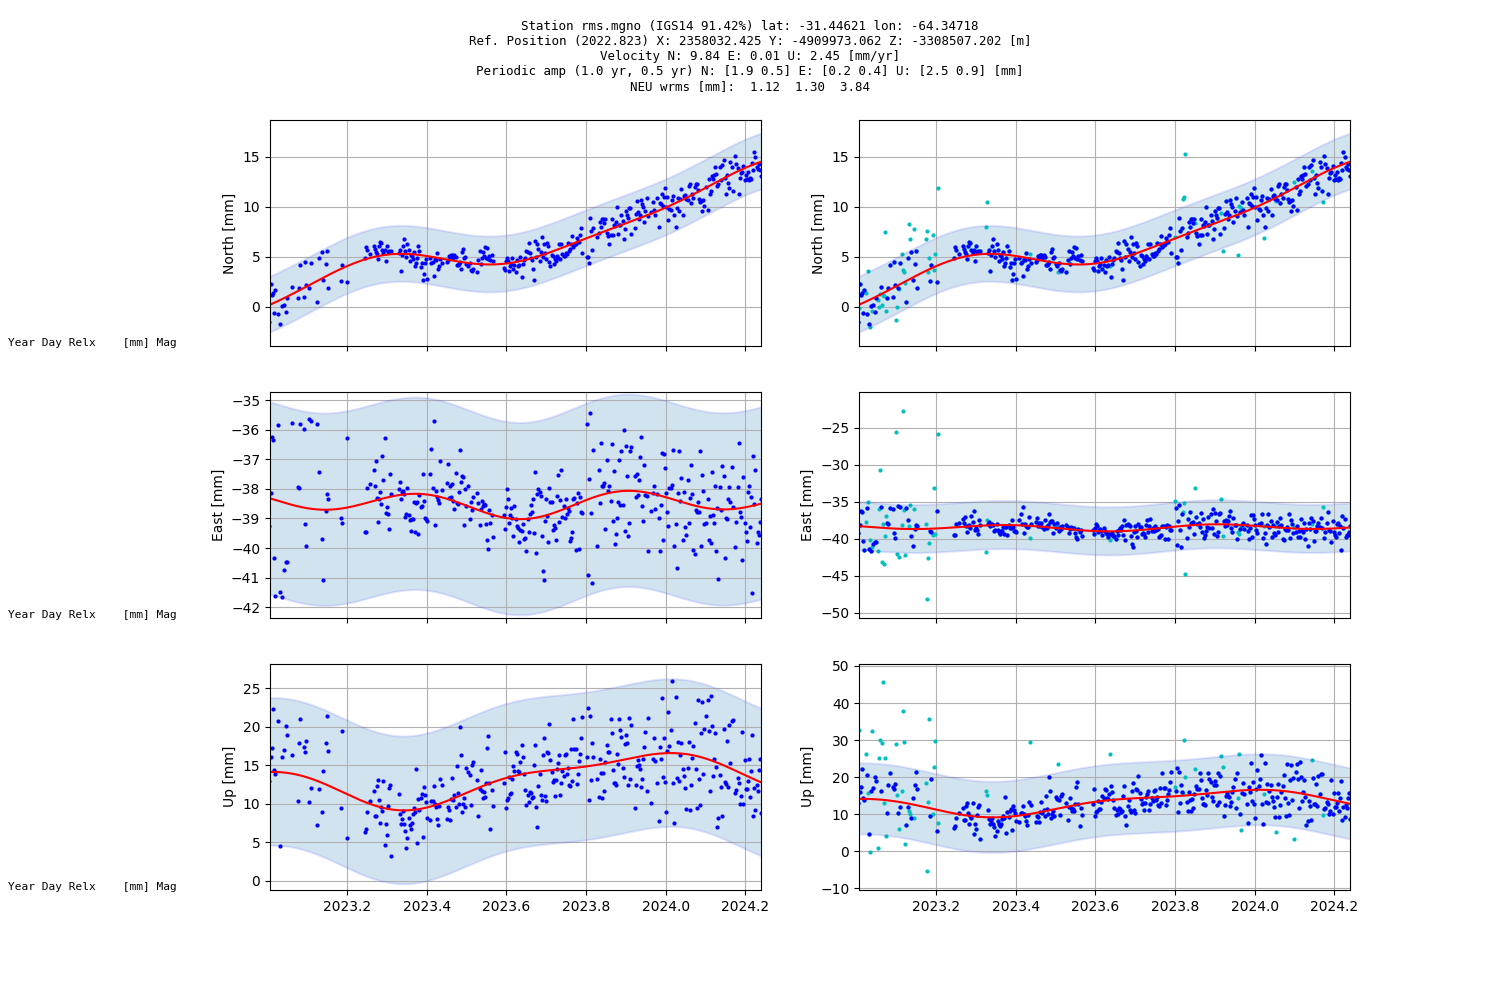 Station rms.mgno (IGS14 91.42%) lat: -31.44621 lon: -64.34718
Ref. Position (2022.823) X: 2358032.425 Y: -4909973.062 Z: -3308507.202 [m]
Velocity N: 9.84 E: 0.01 U: 2.45 [mm/yr]
Periodic amp (1.0 yr, 0.5 yr) N: [1.9 0.5] E: [0.2 0.4] U: [2.5 0.9] [mm]
NEU wrms [mm]:  1.12  1.30  3.84
North [mm]
15
10
5
0
North [mm]
15
10
5
0
Year Day Relx    [mm] Mag
East [mm]
−35
−36
−37
−38
−39
−40
−41
−42
East [mm]
−25
−30
−35
−40
−45
−50
Year Day Relx    [mm] Mag
Up [mm]
25
20
15
10
5
0
Up [mm]
50
40
30
20
10
0
−10
Year Day Relx    [mm] Mag
2023.2 2023.4 2023.6 2023.8 2024.0 2024.2
2023.2 2023.4 2023.6 2023.8 2024.0 2024.2